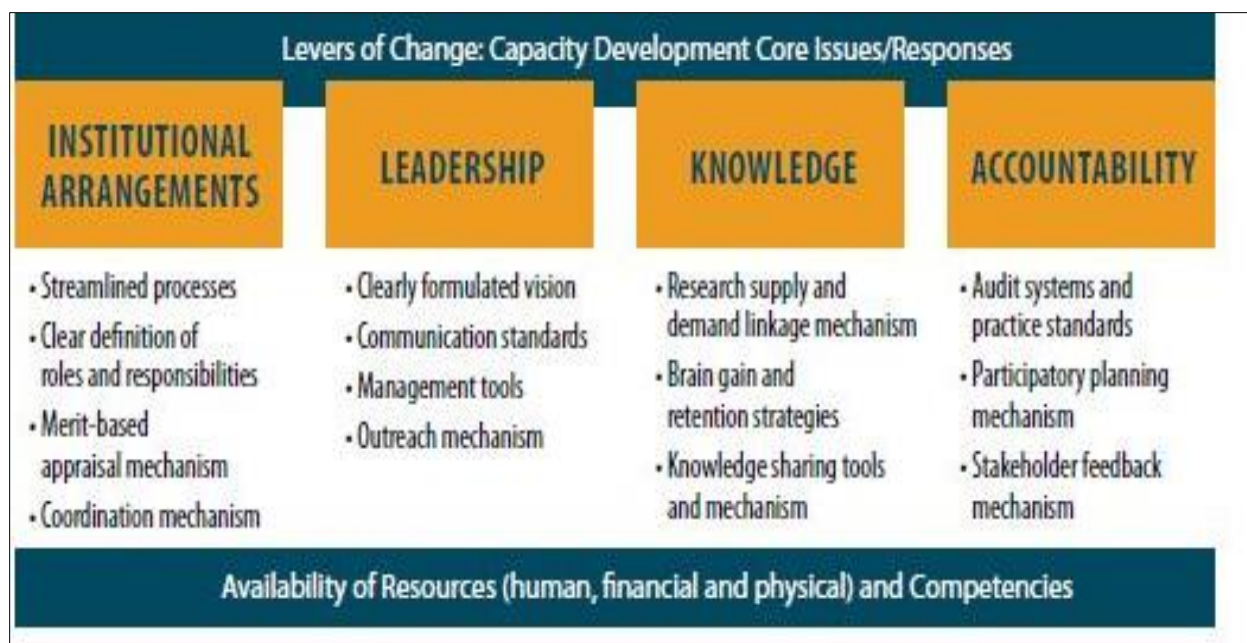 Levers of Change: Capacity Development Core Issues/Responses
INSTITUTIONAL
ARRANGEMENTS
• Streamlined processes
• Clear definition of
roles and responsibilities
• Merit-based
appraisal mechanism
• Coordination mechanism
LEADERSHIP
• Clearly formulated vision
• Communication standards
• Management tools
• Outreach mechanism
KNOWLEDGE
• Research supply and
demand linkage mechanism
• Brain gain and
retention strategies
• Knowledge sharing tools
and mechanism
ACCOUNTABILITY
• Audit systems and
practice standards
• Participatory planning
mechanism
• Stakeholder feedback
mechanism
Availability of Resources (human, financial and physical) and Competencies